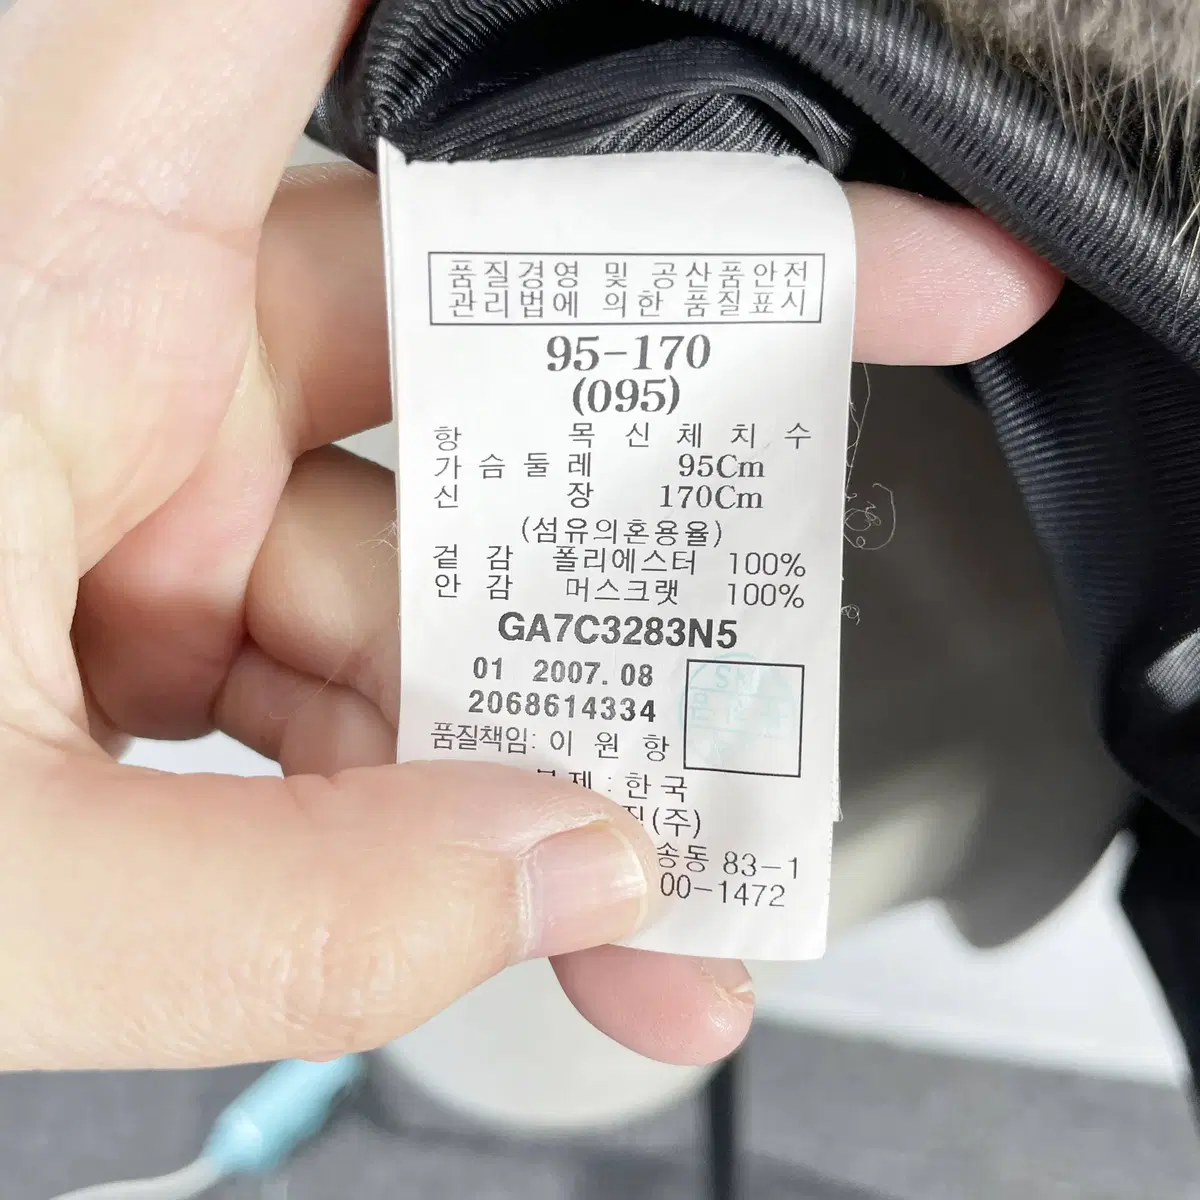 품질경영 및 공산품안전
관리법에 의한 품질표시
95-170
(095)
항 목 신 체 치 수
가 슴 둘 레 95Cm
신 장 170Cm
(섬유의혼용율)
겉 감 폴리에스터 100%
안 감 머스크랫 100%
GA7C3283N5
01 2007. 08
2068614334
품질책임: 이 원 항
: 한국
(주)
송동 83-1
00-1472